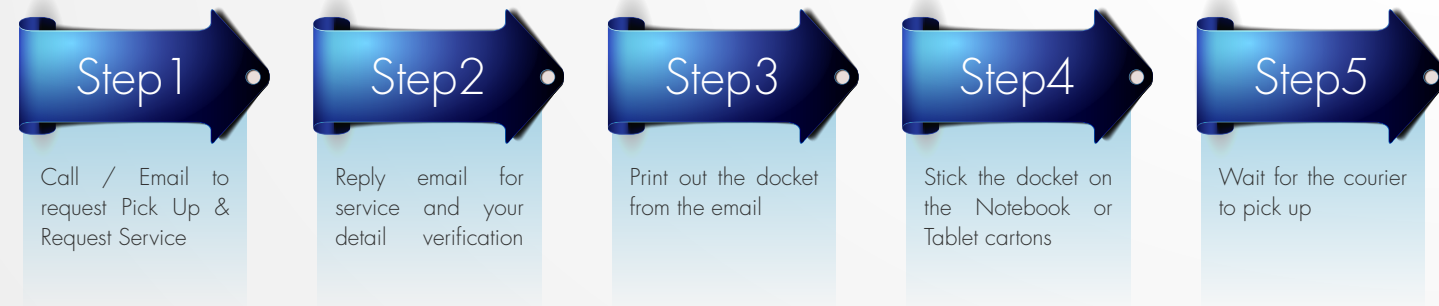 Step1
Call / Email to
request Pick Up &
Request Service
Step2
Reply email for
service and your
detail verification
Step3
Print out the docket
from the email
Step4
Stick the docket on
the Notebook or
Tablet cartons
Step5
Wait for the courier
to pick up